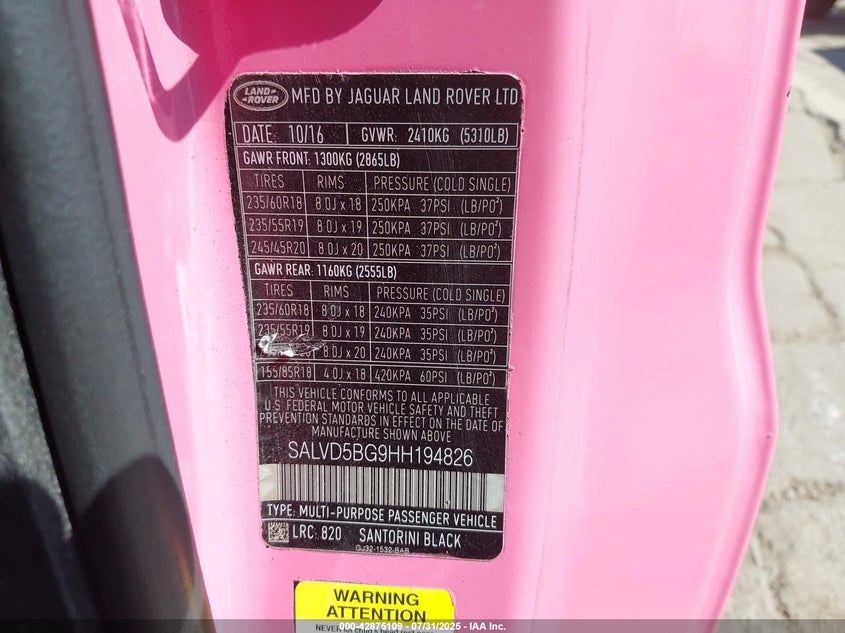 LAND ROVER MFD BY JAGUAR LAND ROVER LTD
DATE: 10/16 GVWR: 2410KG (5310LB)
GAWR FRONT: 1300KG (2865LB)
TIRES RIMS PRESSURE (COLD SINGLE)
235/60R18 8.0J x 18 250KPA 37PSI (LB/PO²)
235/55R19 8.0J x 19 250KPA 37PSI (LB/PO²)
245/45R20 8.0J x 20 250KPA 37PSI (LB/PO²)
GAWR REAR: 1160KG (2555LB)
TIRES RIMS PRESSURE (COLD SINGLE)
235/60R18 8.0J x 18 240KPA 35PSI (LB/PO²)
235/55R19 8.0J x 19 240KPA 35PSI (LB/PO²)
8.0J x 20 240KPA 35PSI (LB/PO²)
155/85R18 4.0J x 18 420KPA 60PSI (LB/PO²)
THIS VEHICLE CONFORMS TO ALL APPLICABLE
U.S. FEDERAL MOTOR VEHICLE SAFETY AND THEFT
PREVENTION STANDARDS IN EFFECT ON THE DATE OF
MANUFACTURE SHOWN ABOVE
SALVD5BG9HH194826
TYPE: MULTI-PURPOSE PASSENGER VEHICLE
LRC: 820 SANTORINI BLACK
GJ32-1532-BAB
WARNING
ATTENTION
NEVER
00-42875109 - 07/31/2025 - IAA Inc.